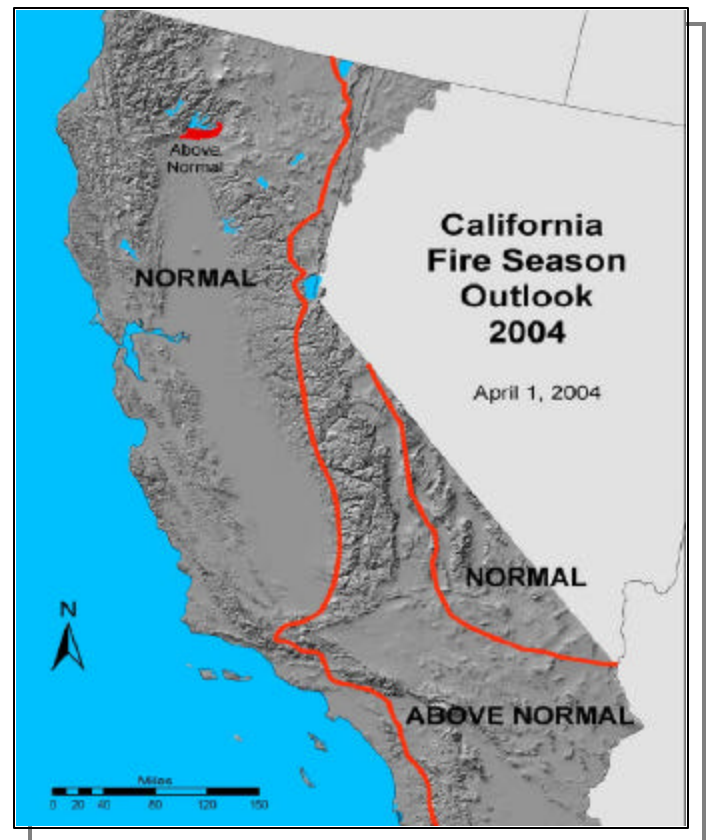 Above
Normal
NORMAL
California
Fire Season
Outlook
2004
April 1, 2004
NORMAL
N
ABOVE NORMAL
Miles
0 20 40 80 120 150